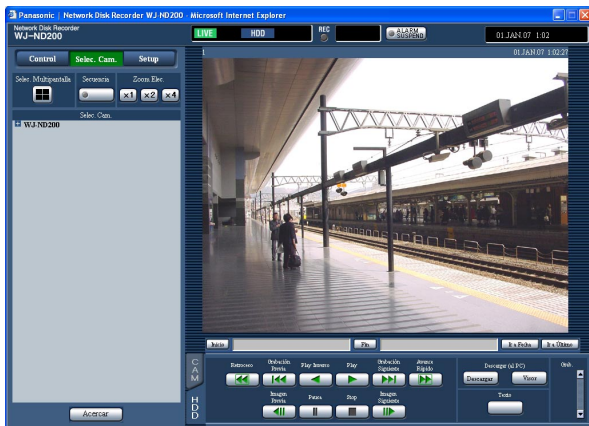 Panasonic | Network Disk Recorder WJ-ND200 - Microsoft Internet Explorer
Network Disk Recorder
WJ-ND200
LIVE
HDD
REC
ALARM SUSPEND
01.JAN.07 1:02
Control
Selec. Cam.
Setup
1
01.JAN.07 1:02:27
Selec. Multipantalla
Secuencia
Zoom Elec.
x1
x2
x4
Selec. Cam.
WJ-ND200
Inicio
Fin
Ir a Fecha
Ir a Último
CAM
Retroceso
Grabación Previa
Play Inverso
Play
Grabación Siguiente
Avance Rápido
Descargar (al PC)
Grab.
Descargar
Visor
HDD
Imagen Previa
Pausa
Stop
Imagen Siguiente
Texto
Acercar